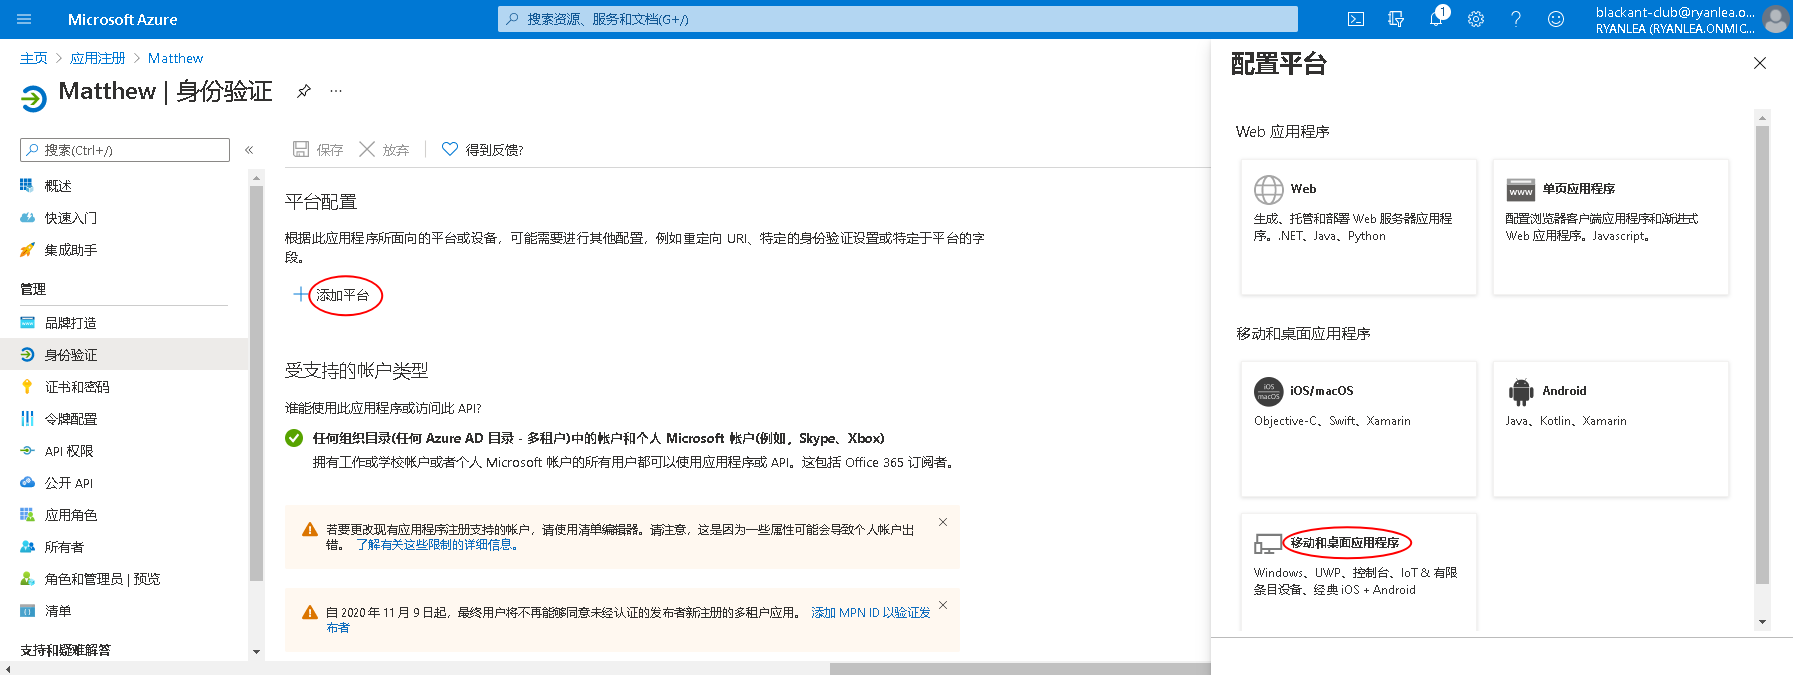 Microsoft Azure
搜索资源、服务和文档(G+/)
1
blackant-club@ryanlea.o...
RYANLEA (RYANLEA.ONMIC...
主页 > 应用注册 > Matthew
Matthew | 身份验证
...
搜索(Ctrl+/)
«
概述
快速入门
集成助手
管理
品牌打造
身份验证
证书和密码
令牌配置
API 权限
公开 API
应用角色
所有者
角色和管理员 | 预览
清单
支持和疑难解答
保存
放弃
得到反馈?
平台配置
根据此应用程序所面向的平台或设备，可能需要进行其他配置，例如重定向 URI、特定的身份验证设置或特定于平台的字
段。
添加平台
受支持的帐户类型
谁能使用此应用程序或访问此 API?
任何组织目录(任何 Azure AD 目录 - 多租户)中的帐户和个人 Microsoft 帐户(例如，Skype、Xbox)
拥有工作或学校帐户或者个人 Microsoft 帐户的所有用户都可以使用应用程序或 API。这包括 Office 365 订阅者。
若要更改现有应用程序注册支持的帐户，请使用清单编辑器。请注意，这是因为一些属性可能会导致个人帐户出
错。 了解有关这些限制的详细信息。
自 2020 年 11 月 9 日起，最终用户将不再能够同意未经认证的发布者新注册的多租户应用。 添加 MPN ID 以验证发
布者
配置平台
Web 应用程序
Web
生成、托管和部署 Web 服务器应用程
序。.NET、Java、Python
www
单页应用程序
配置浏览器客户端应用程序和渐进式
Web 应用程序。Javascript。
移动和桌面应用程序
iOS
macOS
iOS/macOS
Objective-C、Swift、Xamarin
Android
Java、Kotlin、Xamarin
移动和桌面应用程序
Windows、UWP、控制台、IoT & 有限
条目设备、经典 iOS + Android